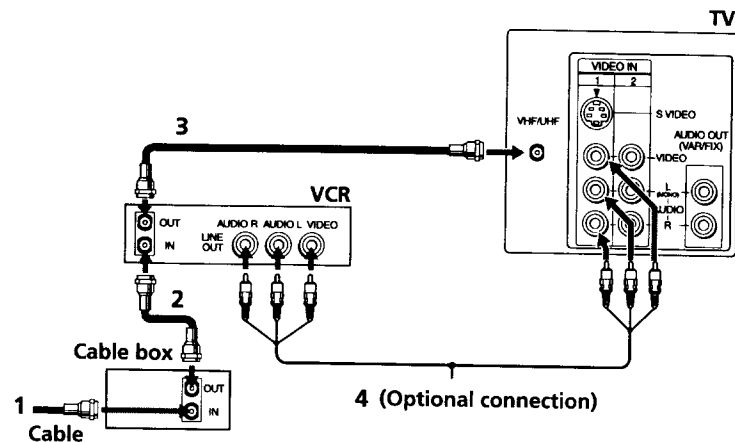 TV
VIDEO IN
1 2
S VIDEO
VHF/UHF
AUDIO OUT
(VAR/FIX)
VIDEO
L
(MONO)
AUDIO
R
3
VCR
OUT
IN
AUDIO R AUDIO L VIDEO
LINE
OUT
2
Cable box
OUT
IN
1
Cable
4 (Optional connection)